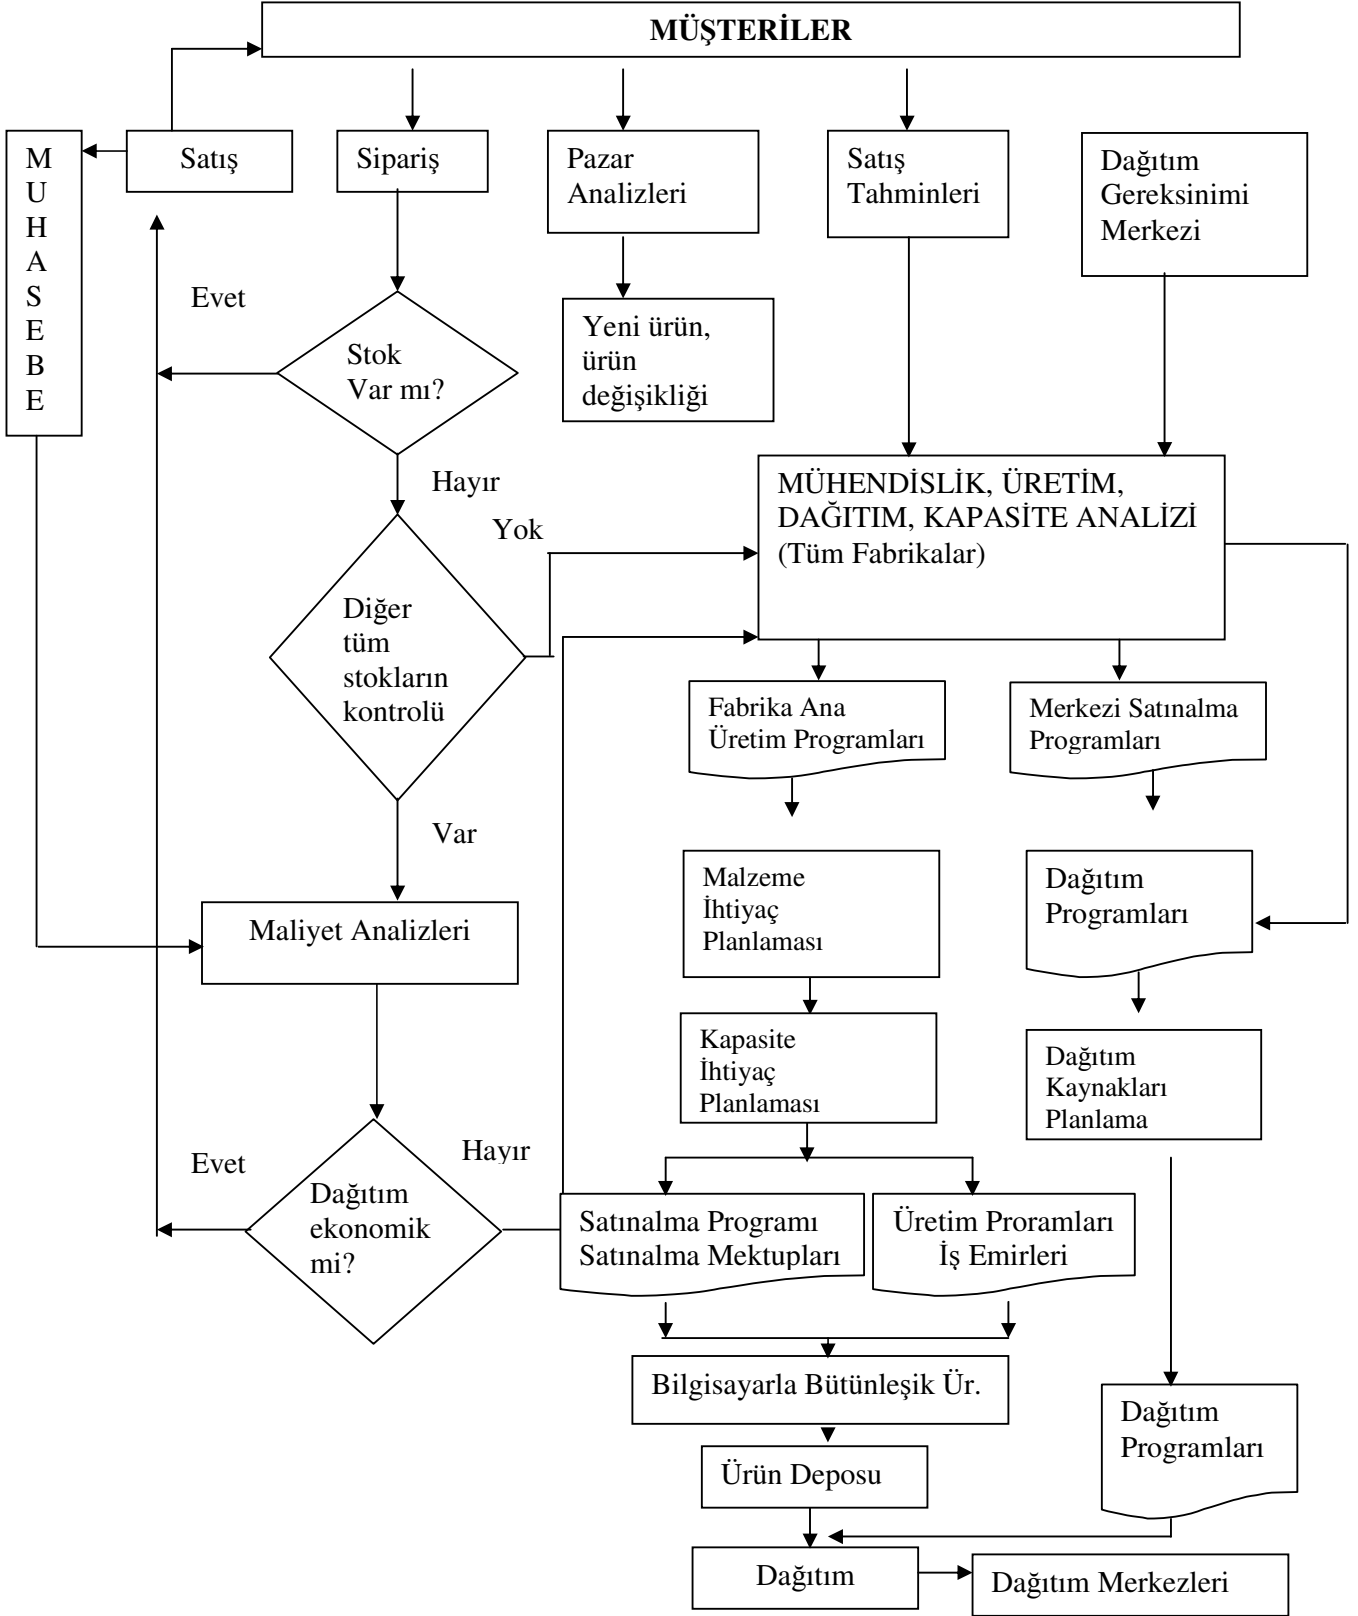 MÜŞTERİLER
M
U
H
A
S
E
B
E
Satış
Sipariş
Pazar
Analizleri
Satış
Tahminleri
Dağıtım
Gereksinimi
Merkezi
Evet
Stok
Var mı?
Yeni ürün,
ürün
değişikliği
Hayır
Yok
MÜHENDİSLİK, ÜRETİM,
DAĞITIM, KAPASİTE ANALİZİ
(Tüm Fabrikalar)
Diğer
tüm
stokların
kontrolü
Fabrika Ana
Üretim Programları
Merkezi Satınalma
Programları
Var
Maliyet Analizleri
Malzeme
İhtiyaç
Planlaması
Dağıtım
Programları
Kapasite
İhtiyaç
Planlaması
Dağıtım
Kaynakları
Planlama
Evet
Hayır
Dağıtım
ekonomik
mi?
Satınalma Programı
Satınalma Mektupları
Üretim Proramları
İş Emirleri
Bilgisayarla Bütünleşik Ür.
Dağıtım
Programları
Ürün Deposu
Dağıtım
Dağıtım Merkezleri